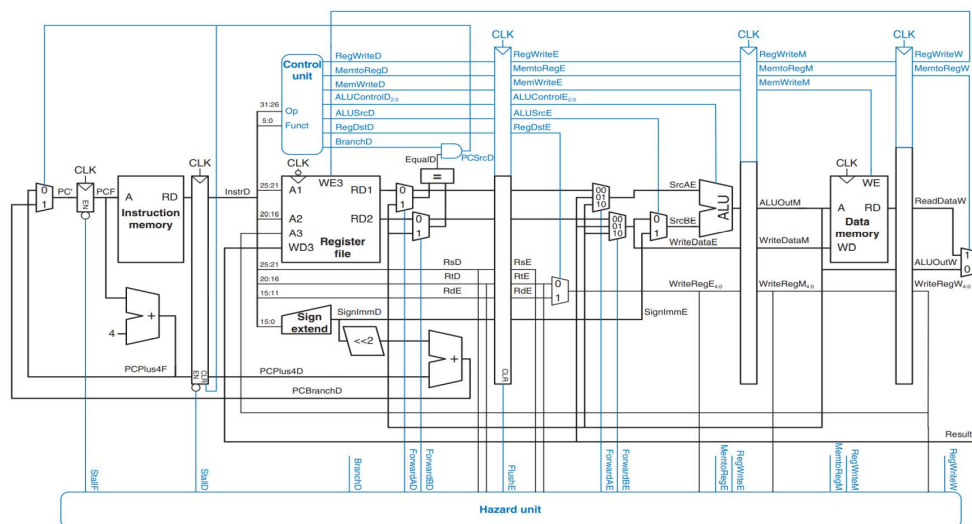 CLK CLK CLK
RegWriteD RegWriteE RegWriteM RegWriteW
Control unit
MemtoRegD MemtoRegE MemtoRegM MemtoRegW
MemWriteD MemWriteE MemWriteM
ALUControlD2:0 ALUControlE2:0
31:26 Op
ALUSrcD ALUSrcE
5:0 Funct
RegDstD RegDstE
BranchD
PCSrcD
EqualD
CLK CLK CLK CLK
=
WE3 WE
0 1 PC' EN PCF
A RD
Instruction memory
InstrD
25:21 A1 RD1
0 1
00 01 10
SrcAE
ALU
ALUOutM
A RD
Data memory
WD
ReadDataW
20:16 A2 RD2
0 1
00 01 10
0 1
SrcBE
A3
WD3
Register file
WriteDataE WriteDataM
ALUOutW
1 0
25:21 RsD RsE
20:16 RtD RtE
15:11 RdD RdE
0 1
WriteRegE4:0 WriteRegM4:0 WriteRegW4:0
15:0 Sign extend
SignImmD SignImmE
<<2
+
4
+
PCPlus4F PCPlus4D
EN CLR
CLR
PCBranchD
Result
StallF StallD BranchD ForwardAD ForwardBD FlushE ForwardAE ForwardBE MemtoRegE RegWriteE MemtoRegM RegWriteM RegWriteW
Hazard unit